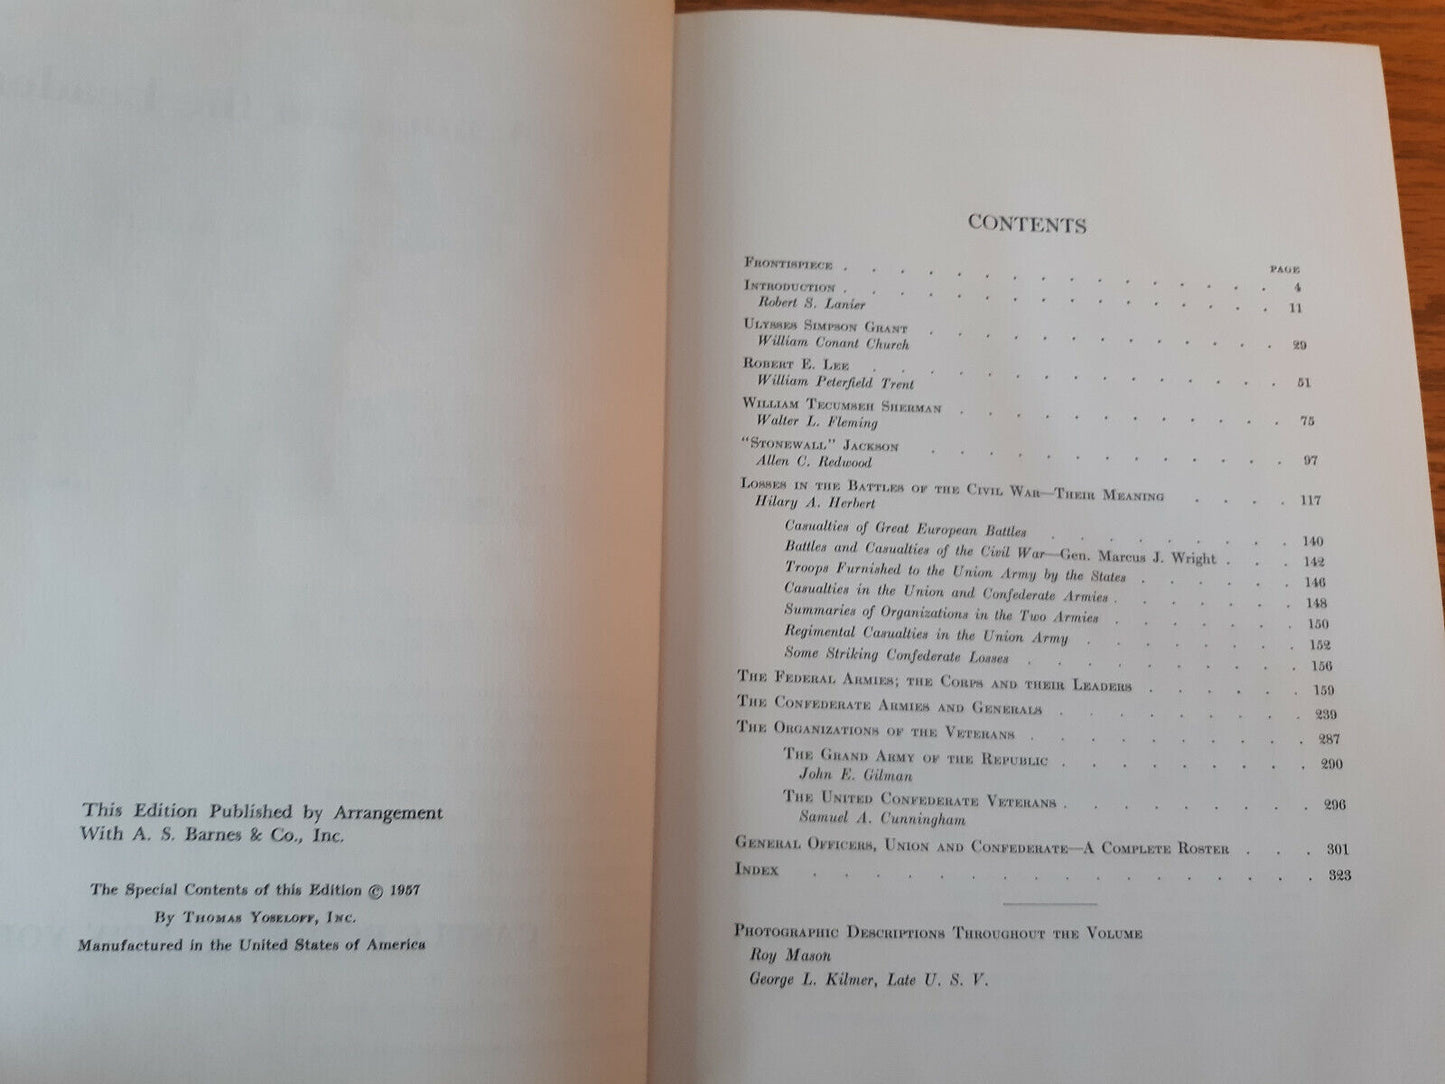 This Edition Published by Arrangement
With A. S. Barnes & Co., Inc.
The Special Contents of this Edition © 1957
By Thomas Yoseloff, Inc.
Manufactured in the United States of America
CONTENTS
PAGE
Frontispiece . . . . . . . . . . . . . . . . 4
Introduction . . . . . . . . . . . . . . . . 11
Robert S. Lanier
Ulysses Simpson Grant . . . . . . . . . . . . . 29
William Conant Church
Robert E. Lee . . . . . . . . . . . . . . . 51
William Peterfield Trent
William Tecumseh Sherman . . . . . . . . . . . . 75
Walter L. Fleming
"Stonewall" Jackson . . . . . . . . . . . . . 97
Allen C. Redwood
Losses in the Battles of the Civil War—Their Meaning . . . . 117
Hilary A. Herbert
Casualties of Great European Battles . . . . . . . . . 140
Battles and Casualties of the Civil War—Gen. Marcus J. Wright . . . 142
Troops Furnished to the Union Army by the States . . . . . . 146
Casualties in the Union and Confederate Armies . . . . . . . 148
Summaries of Organizations in the Two Armies . . . . . . . 150
Regimental Casualties in the Union Army . . . . . . . . 152
Some Striking Confederate Losses . . . . . . . . . . 156
The Federal Armies; the Corps and their Leaders . . . . . . 159
The Confederate Armies and Generals . . . . . . . . . 239
The Organizations of the Veterans . . . . . . . . . . 287
The Grand Army of the Republic . . . . . . . . . 290
John E. Gilman
The United Confederate Veterans . . . . . . . . . 296
Samuel A. Cunningham
General Officers, Union and Confederate—A Complete Roster . . . 301
Index . . . . . . . . . . . . . . . . . 323
Photographic Descriptions Throughout the Volume
Roy Mason
George L. Kilmer, Late U. S. V.